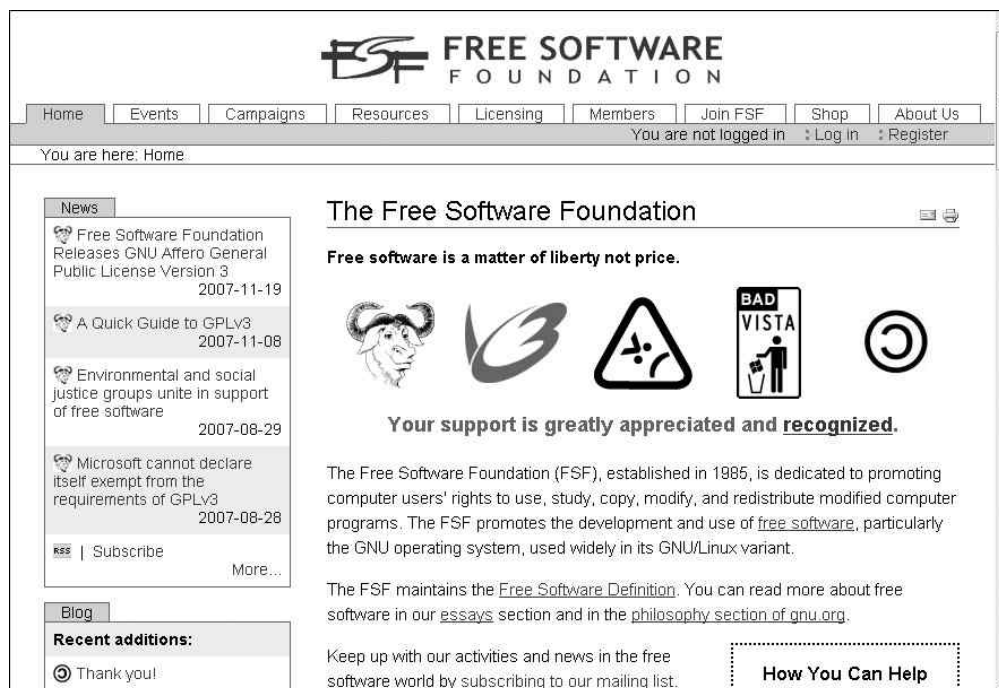 FREE SOFTWARE
FOUNDATION
Home Events Campaigns Resources Licensing Members Join FSF Shop About Us
You are not logged in Log in Register
You are here: Home
News
Free Software Foundation
Releases GNU Affero General
Public License Version 3
2007-11-19
A Quick Guide to GPLv3
2007-11-08
Environmental and social
justice groups unite in support
of free software
2007-08-29
Microsoft cannot declare
itself exempt from the
requirements of GPLv3
2007-08-28
RSS | Subscribe
More...
Blog
Recent additions:
Thank you!
The Free Software Foundation
Free software is a matter of liberty not price.
BAD
VISTA
Your support is greatly appreciated and recognized.
The Free Software Foundation (FSF), established in 1985, is dedicated to promoting
computer users' rights to use, study, copy, modify, and redistribute modified computer
programs. The FSF promotes the development and use of free software, particularly
the GNU operating system, used widely in its GNU/Linux variant.
The FSF maintains the Free Software Definition. You can read more about free
software in our essays section and in the philosophy section of gnu.org.
Keep up with our activities and news in the free
software world by subscribing to our mailing list.
How You Can Help